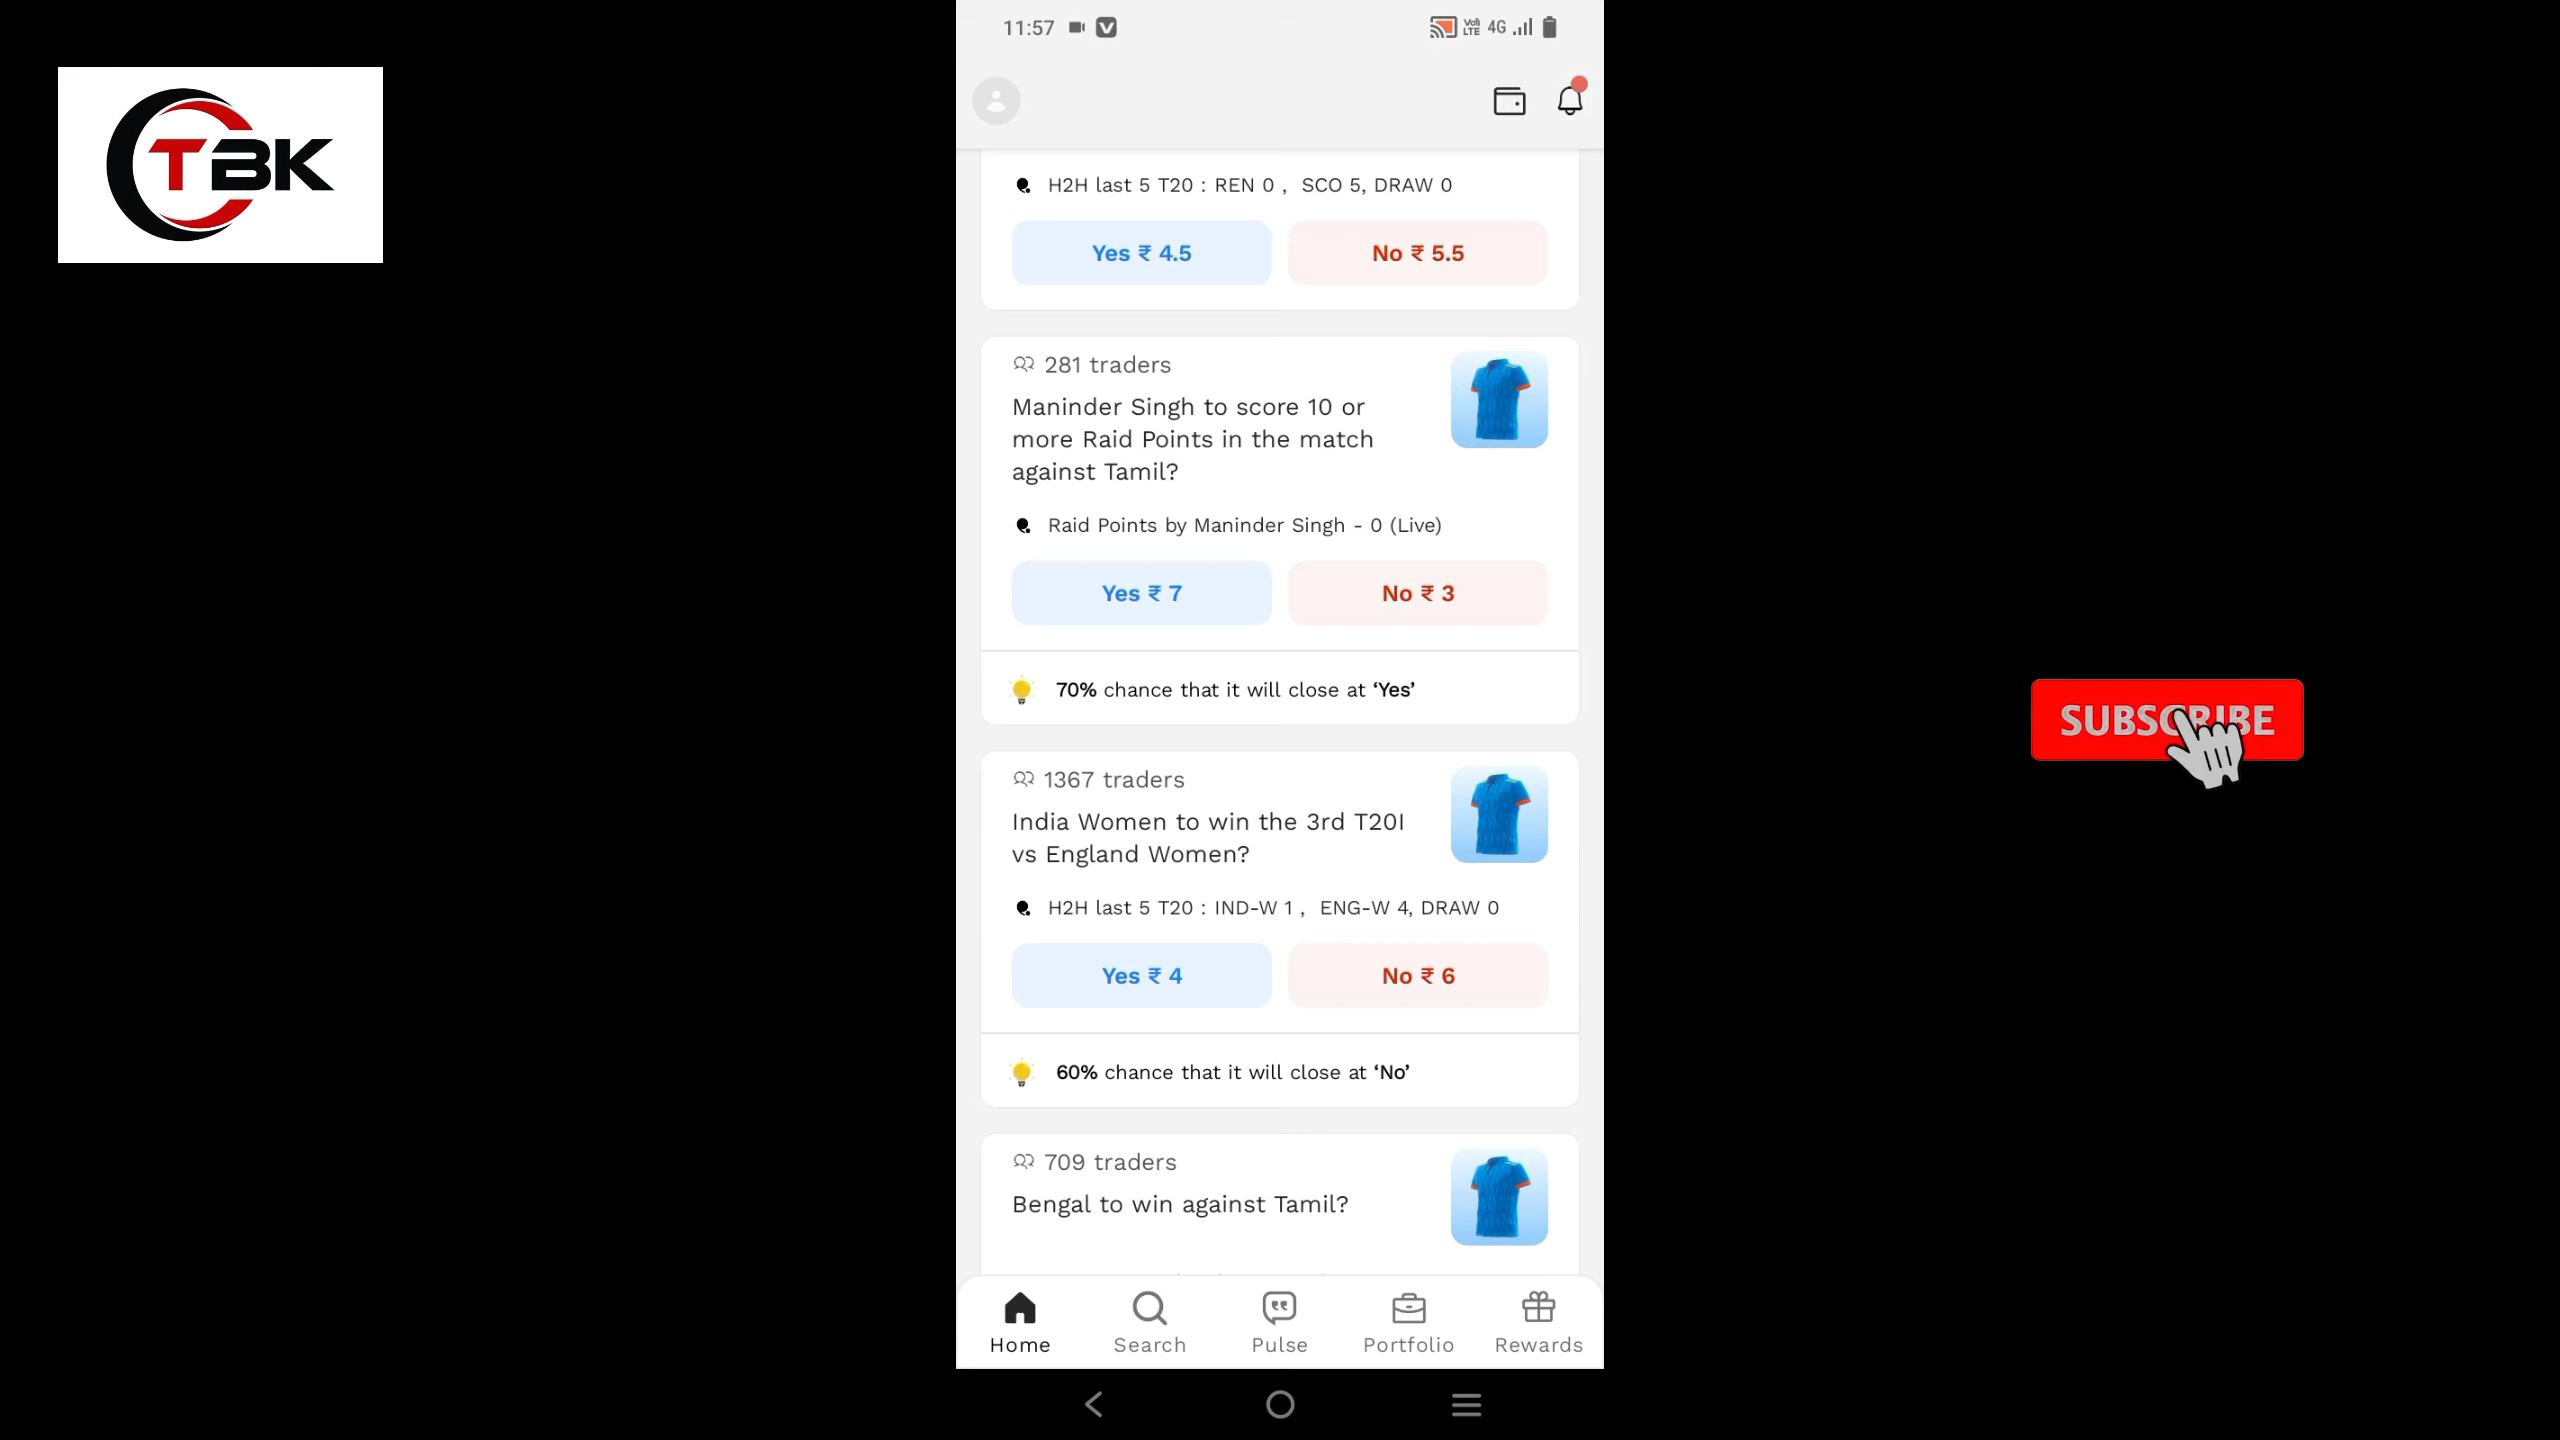 11:57
Vo) LTE 4G
TBK
H2H last 5 T20 : REN 0 , SCO 5, DRAW 0
Yes ₹ 4.5
No ₹ 5.5
281 traders
Maninder Singh to score 10 or
more Raid Points in the match
against Tamil?
Raid Points by Maninder Singh - 0 (Live)
Yes ₹ 7
No ₹ 3
70% chance that it will close at ‘Yes’
SUBSCRIBE
1367 traders
India Women to win the 3rd T20I
vs England Women?
H2H last 5 T20 : IND-W 1 , ENG-W 4, DRAW 0
Yes ₹ 4
No ₹ 6
60% chance that it will close at ‘No’
709 traders
Bengal to win against Tamil?
Home
Search
Pulse
Portfolio
Rewards